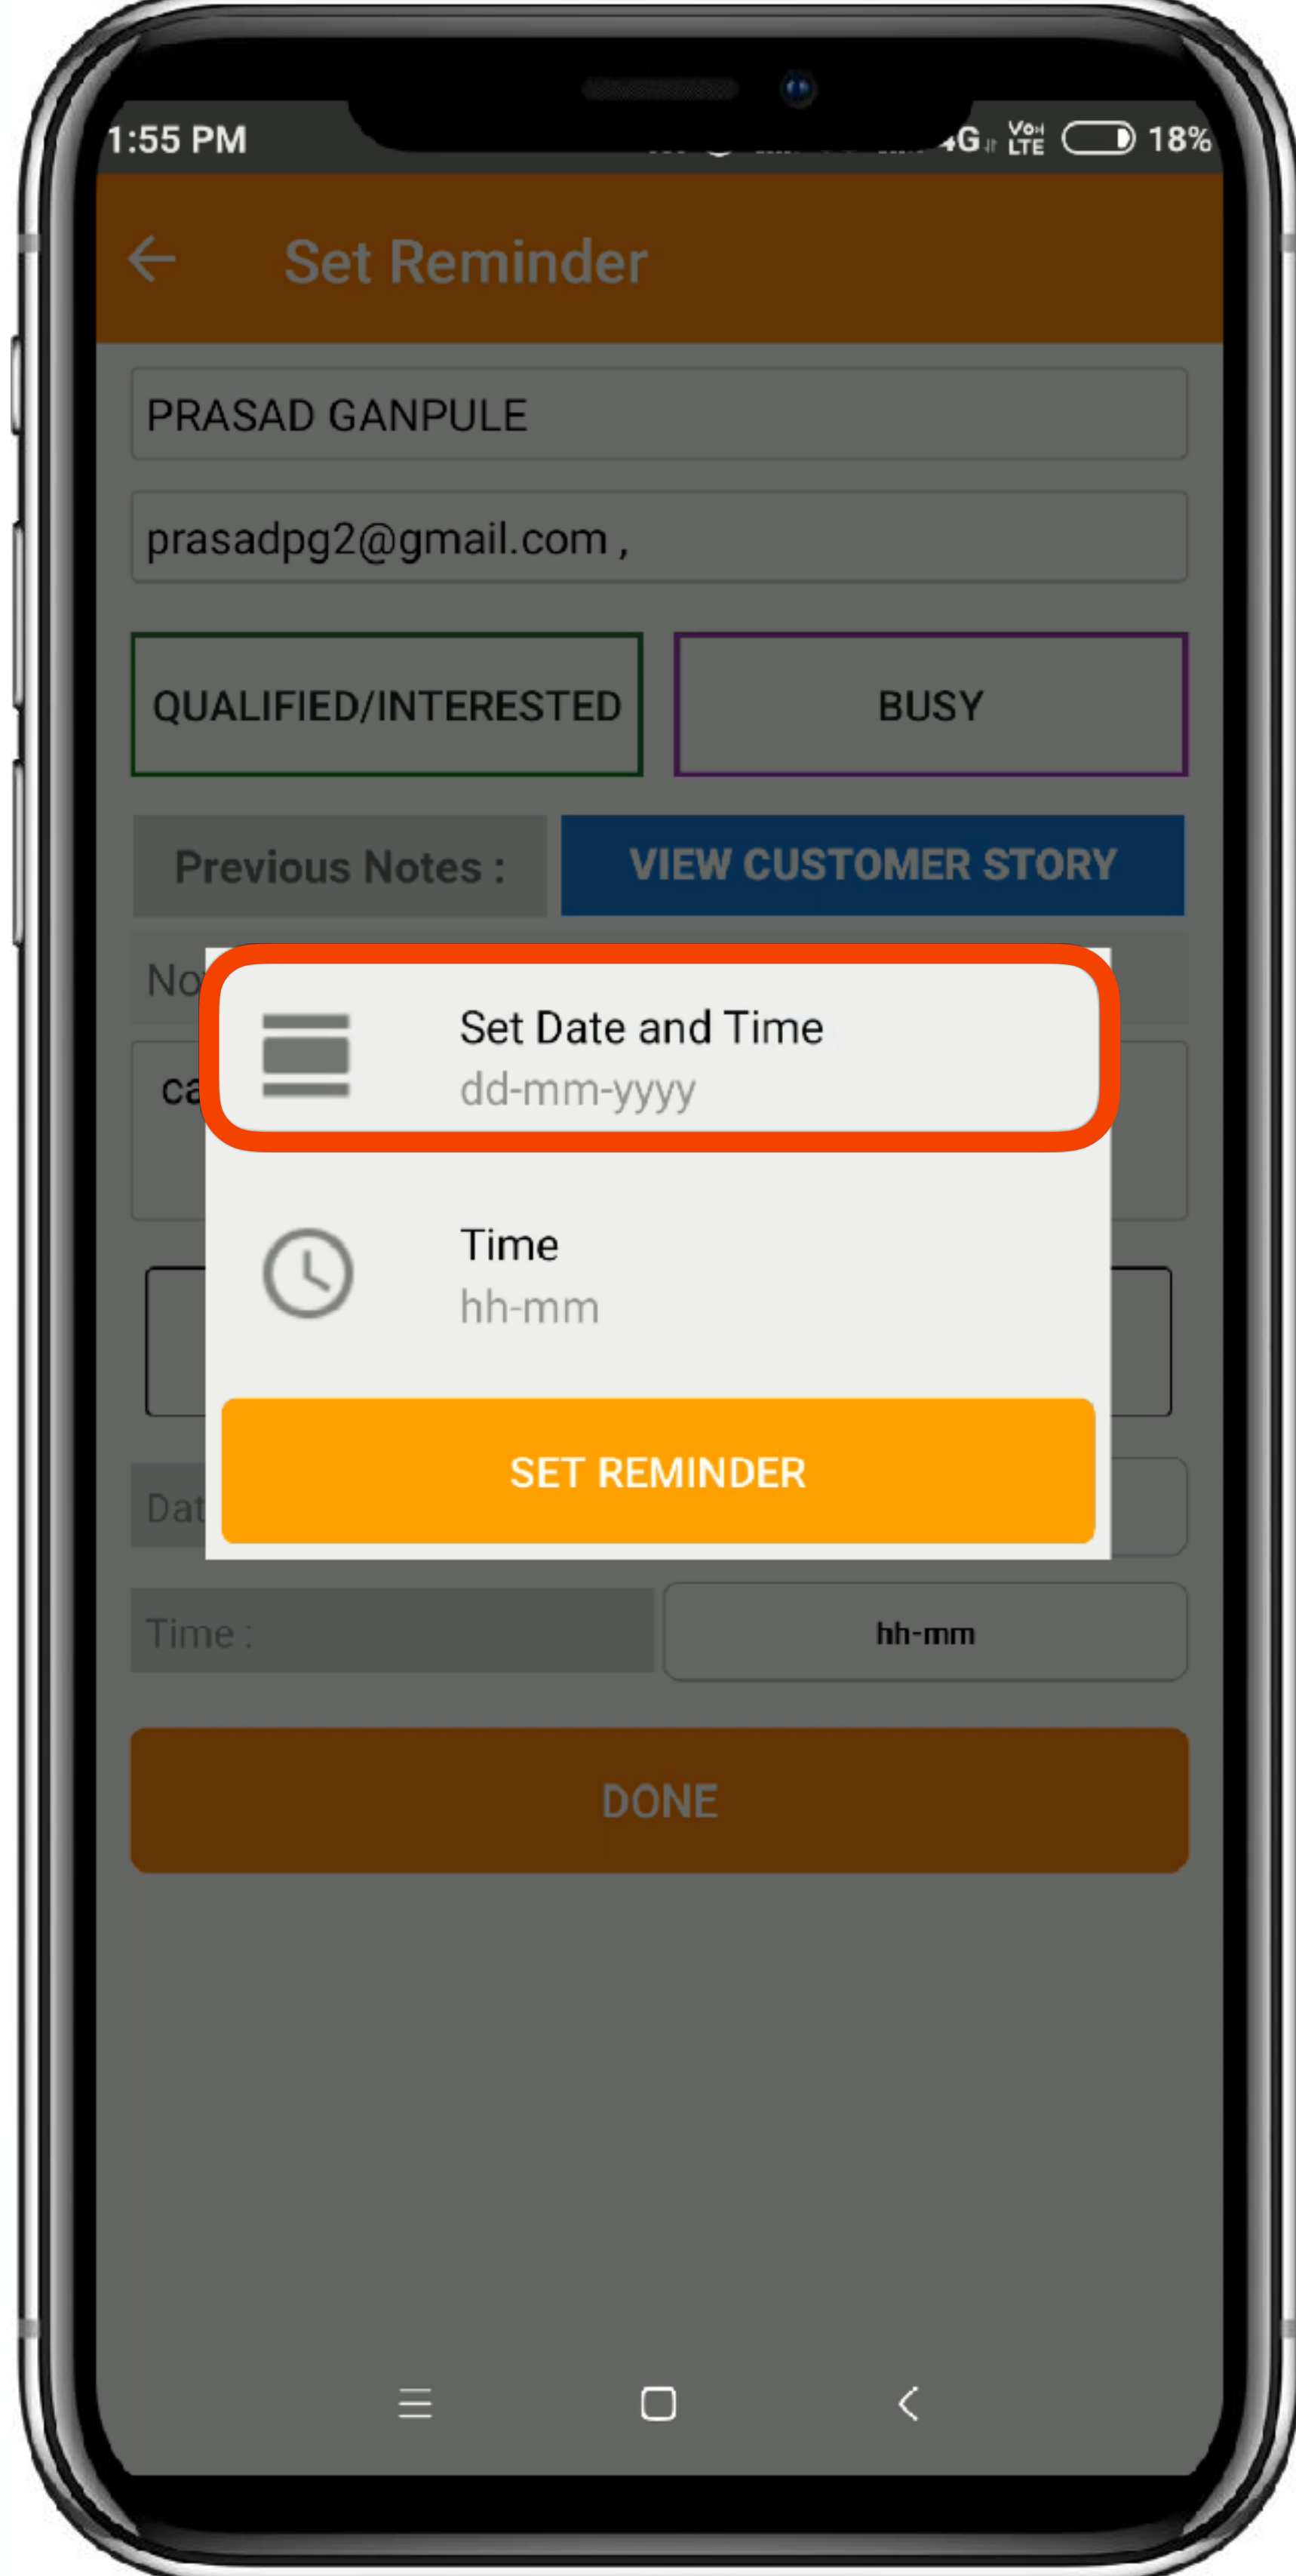 1:55 PM
4G VoLTE 18%
Set Reminder
PRASAD GANPULE
prasadpg2@gmail.com ,
QUALIFIED/INTERESTED
BUSY
Previous Notes :
VIEW CUSTOMER STORY
Set Date and Time
dd-mm-yyyy
Time
hh-mm
SET REMINDER
Time :
hh-mm
DONE